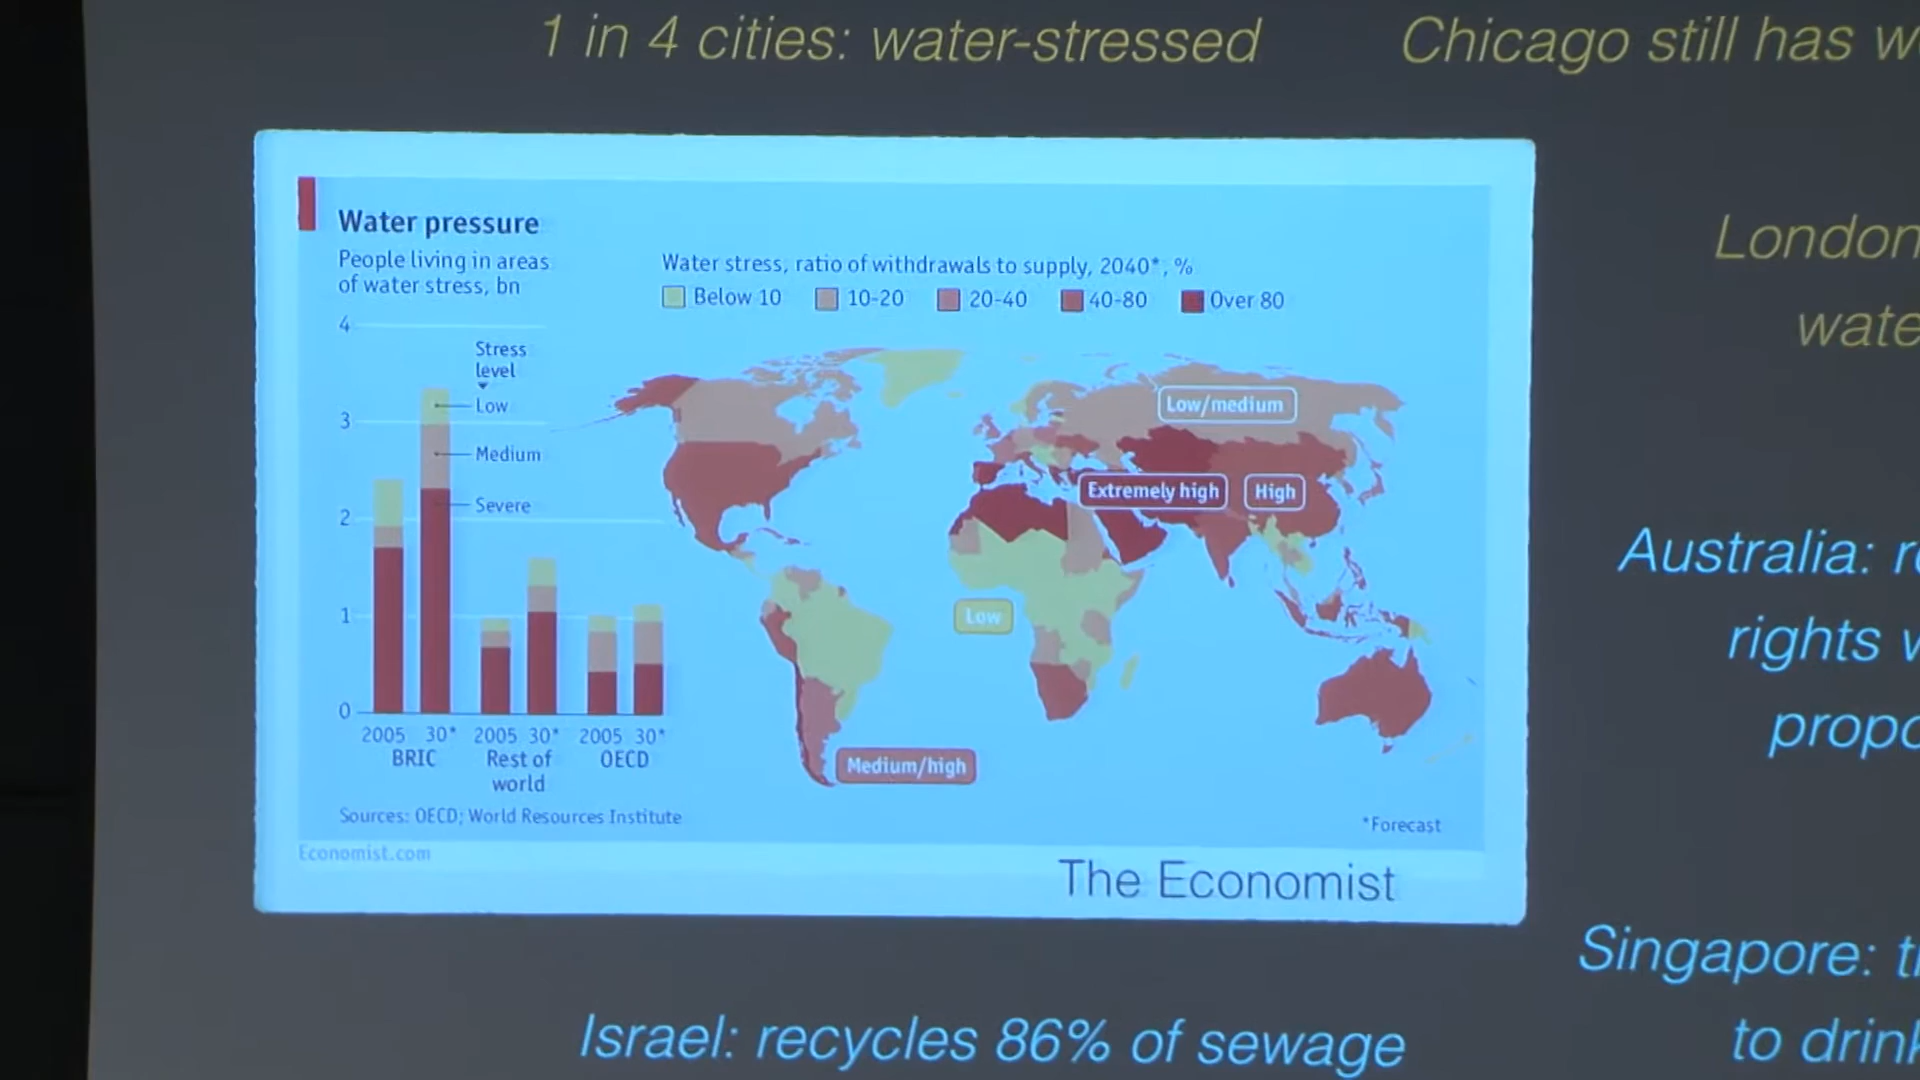 1 in 4 cities: water-stressed
Chicago still has
Water pressure
People living in areas
of water stress, bn
Water stress, ratio of withdrawals to supply, 2040*, %
Below 10
10-20
20-40
40-80
Over 80
4
Stress
level
Low
3
Medium
Severe
2
1
0
2005 30* 2005 30* 2005 30*
BRIC
Rest of
world
OECD
Low/medium
Extremely high
High
Low
Medium/high
Sources: OECD; World Resources Institute
*Forecast
Economist.com
The Economist
London
Australia:
rights
Singapore:
to
Israel: recycles 86% of sewage